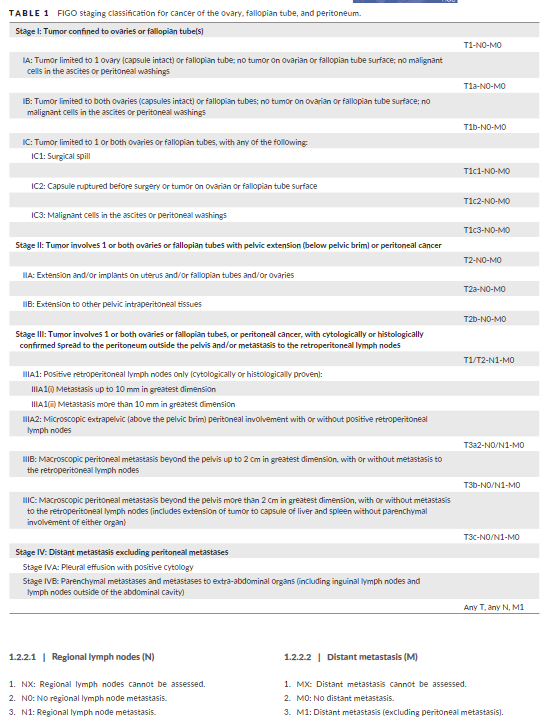 TABLE 1 FIGO staging classification for cancer of the ovary, fallopian tube, and peritoneum.
Stage I: Tumor confined to ovaries or fallopian tube(s)
T1-N0-M0
IA: Tumor limited to 1 ovary (capsule intact) or fallopian tube; no tumor on ovarian or fallopian tube surface; no malignant
cells in the ascites or peritoneal washings
T1a-N0-M0
IB: Tumor limited to both ovaries (capsules intact) or fallopian tubes; no tumor on ovarian or fallopian tube surface; no
malignant cells in the ascites or peritoneal washings
T1b-N0-M0
IC: Tumor limited to 1 or both ovaries or fallopian tubes, with any of the following:
IC1: Surgical spill
T1c1-N0-M0
IC2: Capsule ruptured before surgery or tumor on ovarian or fallopian tube surface
T1c2-N0-M0
IC3: Malignant cells in the ascites or peritoneal washings
T1c3-N0-M0
Stage II: Tumor involves 1 or both ovaries or fallopian tubes with pelvic extension (below pelvic brim) or peritoneal cancer
T2-N0-M0
IIA: Extension and/or implants on uterus and/or fallopian tubes and/or ovaries
T2a-N0-M0
IIB: Extension to other pelvic intraperitoneal tissues
T2b-N0-M0
Stage III: Tumor involves 1 or both ovaries or fallopian tubes, or peritoneal cancer, with cytologically or histologically
confirmed spread to the peritoneum outside the pelvis and/or metastasis to the retroperitoneal lymph nodes
T1/T2-N1-M0
IIIA1: Positive retroperitoneal lymph nodes only (cytologically or histologically proven):
IIIA1(i) Metastasis up to 10 mm in greatest dimension
IIIA1(ii) Metastasis more than 10 mm in greatest dimension
IIIA2: Microscopic extrapelvic (above the pelvic brim) peritoneal involvement with or without positive retroperitoneal
lymph nodes
T3a2-N0/N1-M0
IIIB: Macroscopic peritoneal metastasis beyond the pelvis up to 2 cm in greatest dimension, with or without metastasis to
the retroperitoneal lymph nodes
T3b-N0/N1-M0
IIIC: Macroscopic peritoneal metastasis beyond the pelvis more than 2 cm in greatest dimension, with or without metastasis
to the retroperitoneal lymph nodes (includes extension of tumor to capsule of liver and spleen without parenchymal
involvement of either organ)
T3c-N0/N1-M0
Stage IV: Distant metastasis excluding peritoneal metastases
Stage IVA: Pleural effusion with positive cytology
Stage IVB: Parenchymal metastases and metastases to extra-abdominal organs (including inguinal lymph nodes and
lymph nodes outside of the abdominal cavity)
Any T, any N, M1
1.2.2.1 | Regional lymph nodes (N)
1. NX: Regional lymph nodes cannot be assessed.
2. N0: No regional lymph node metastasis.
3. N1: Regional lymph node metastasis.
1.2.2.2 | Distant metastasis (M)
1. MX: Distant metastasis cannot be assessed.
2. M0: No distant metastasis.
3. M1: Distant metastasis (excluding peritoneal metastasis).